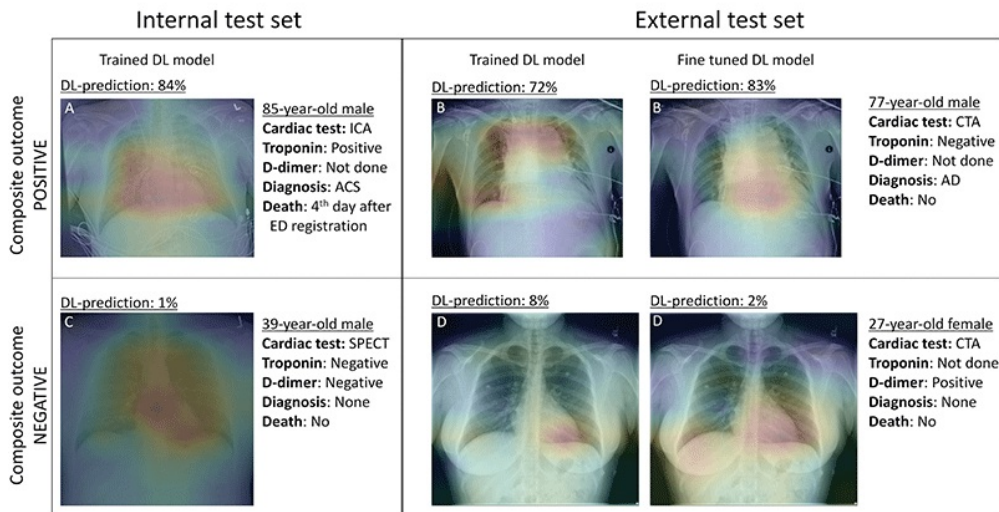 Internal test set
External test set
Composite outcome
POSITIVE
Trained DL model
DL-prediction: 84%
A
85-year-old male
Cardiac test: ICA
Troponin: Positive
D-dimer: Not done
Diagnosis: ACS
Death: 4th day after
ED registration
Trained DL model
DL-prediction: 72%
B
Fine tuned DL model
DL-prediction: 83%
B
77-year-old male
Cardiac test: CTA
Troponin: Negative
D-dimer: Not done
Diagnosis: AD
Death: No
Composite outcome
NEGATIVE
DL-prediction: 1%
C
39-year-old male
Cardiac test: SPECT
Troponin: Negative
D-dimer: Negative
Diagnosis: None
Death: No
DL-prediction: 8%
D
DL-prediction: 2%
D
27-year-old female
Cardiac test: CTA
Troponin: Not done
D-dimer: Positive
Diagnosis: None
Death: No